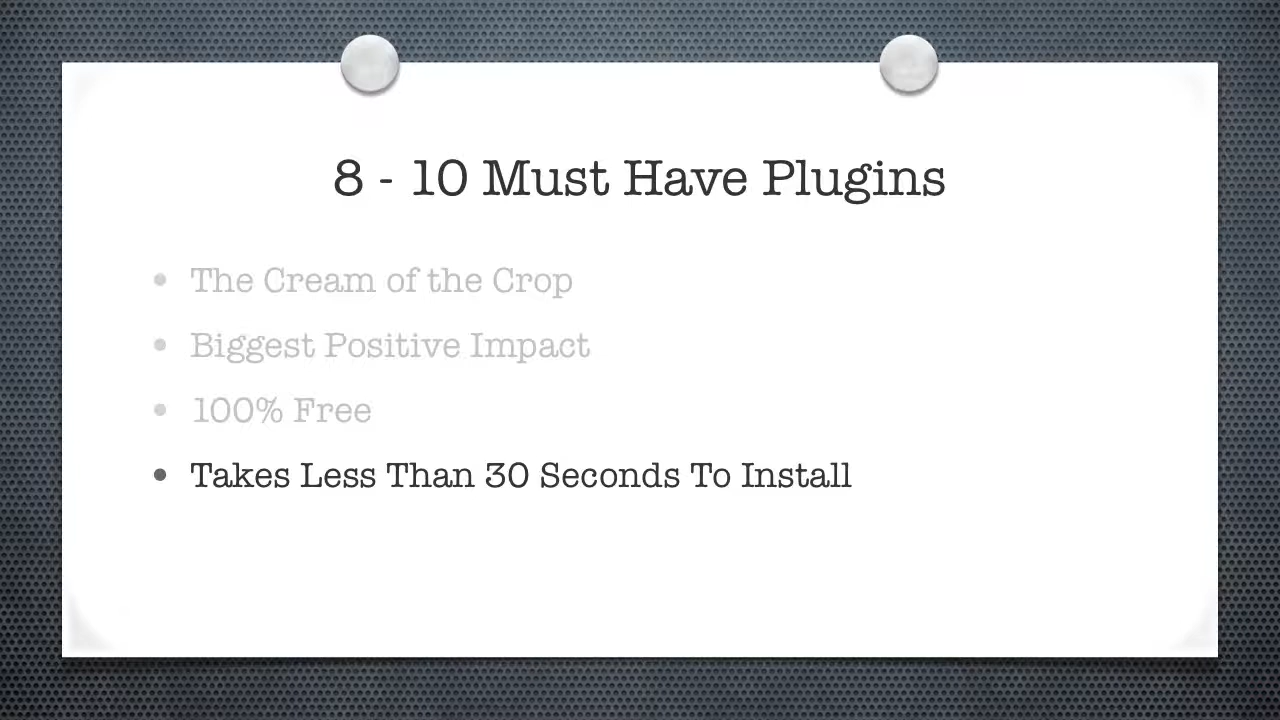 8 - 10 Must Have Plugins
• The Cream of the Crop
• Biggest Positive Impact
• 100% Free
• Takes Less Than 30 Seconds To Install